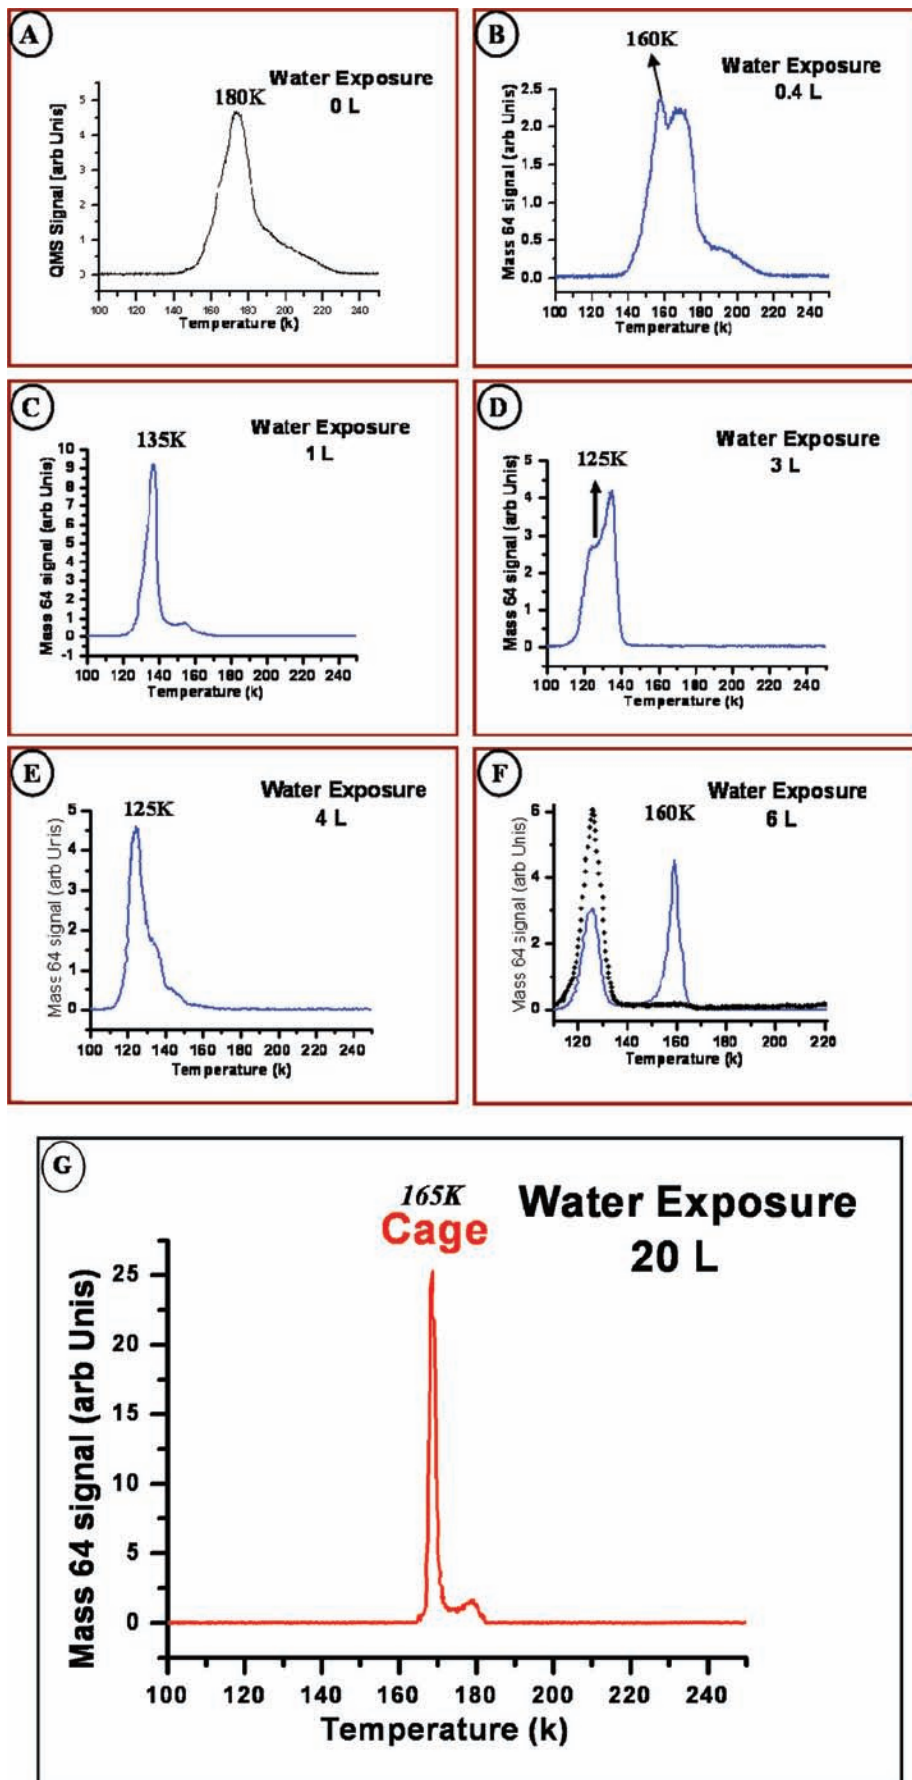 A
Water Exposure
0 L
180K
QMS Signal [arb Unis)
5
4
3
2
1
0
100 120 140 160 180 200 220 240
Temperature (k)
B
160K
Water Exposure
0.4 L
Mass 64 signal (arb Unis)
2.5
2.0
1.5
1.0
0.5
0.0
100 120 140 160 180 200 220 240
Temperature (k)
C
Water Exposure
1 L
135K
Mass 64 signal (arb Unis)
10
9
8
7
6
5
4
3
2
1
0
-1
100 120 140 160 180 200 220 240
Temperature (k)
D
Water Exposure
3 L
125K
Mass 64 signal (arb Unis)
5
4
3
2
1
0
100 120 140 160 180 200 220 240
Temperature (k)
E
Water Exposure
4 L
125K
Mass 64 signal (arb Unis)
5
4
3
2
1
0
100 120 140 160 180 200 220 240
Temperature (k)
F
Water Exposure
6 L
160K
Mass 64 signal (arb Unis)
6
4
2
0
120 140 160 180 200 220
Temperature (k)
G
165K
Cage
Water Exposure
20 L
Mass 64 signal (arb Unis)
25
20
15
10
5
0
100 120 140 160 180 200 220 240
Temperature (k)